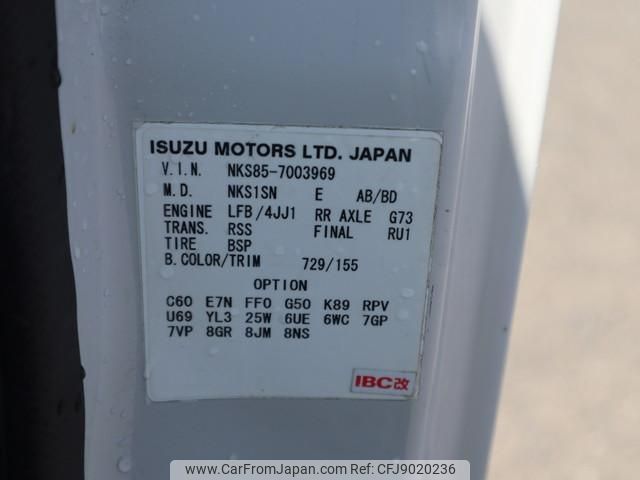 ISUZU MOTORS LTD. JAPAN
V.I.N. NKS85-7003969
M.D. NKS1SN E AB/BD
ENGINE LFB/4JJ1 RR AXLE G73
TRANS. RSS FINAL RU1
TIRE BSP
B.COLOR/TRIM 729/155
OPTION
C60 E7N FF0 G50 K89 RPV
U69 YL3 25W 6UE 6WC 7GP
7VP 8GR 8JM 8NS
IBC改
www.CarFromJapan.com | Ref.No CFJ9020236